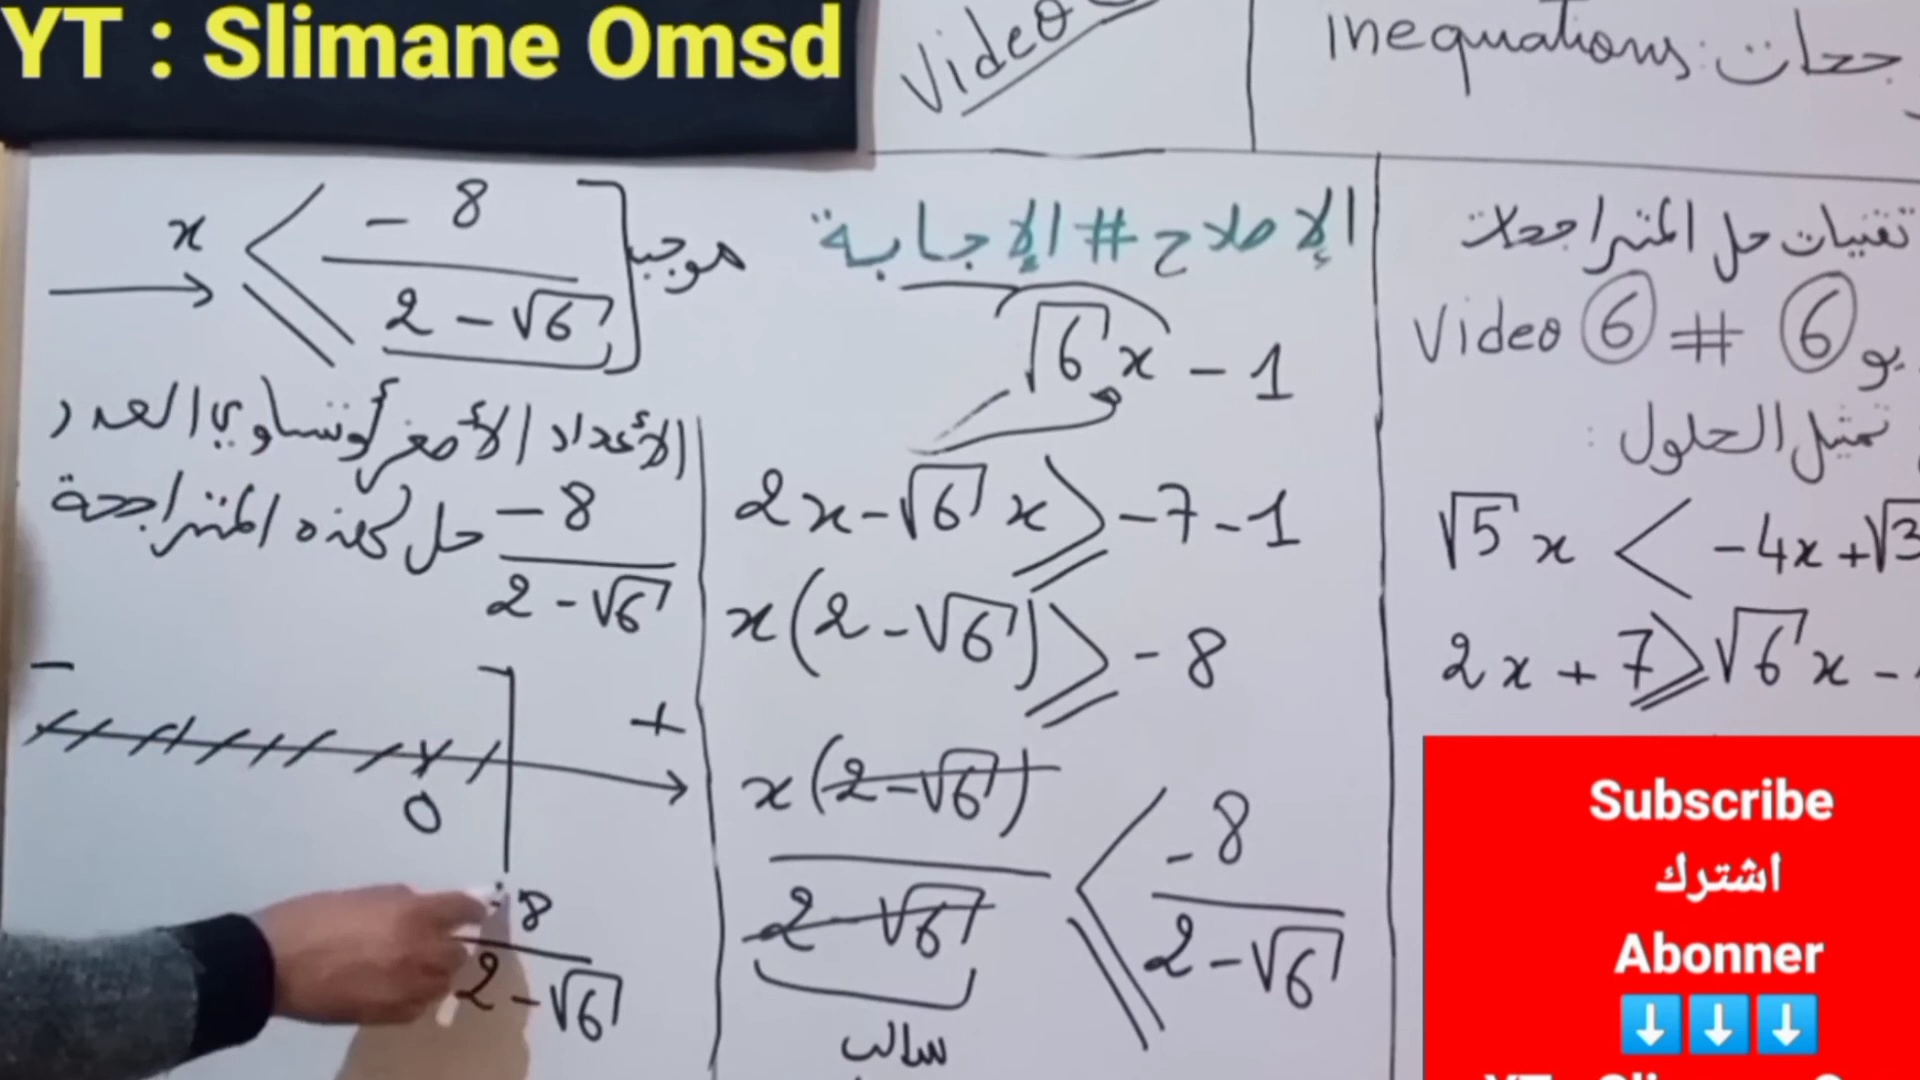 YT : Slimane Omsd
Video
inequations :
تقنيات حل المتراجحات
Video 6 # 6
تمثيل الحلول :
√5 x < -4x + √3
2x + 7 ≥ √6 x -
الإصلاح # الإجابة
√6 x - 1
2x - √6 x ≥ -7 - 1
x(2 - √6) ≥ -8
x(2 - √6) / 2 - √6 ≤ -8 / 2 - √6
سالب
x ≤ -8 / 2 - √6 موجب
الأعداد الأصغر أو تساوي العدد
-8 / 2 - √6 حل لهذه المتراجحة
- +
0
-8 / 2 - √6
Subscribe
اشترك
Abonner